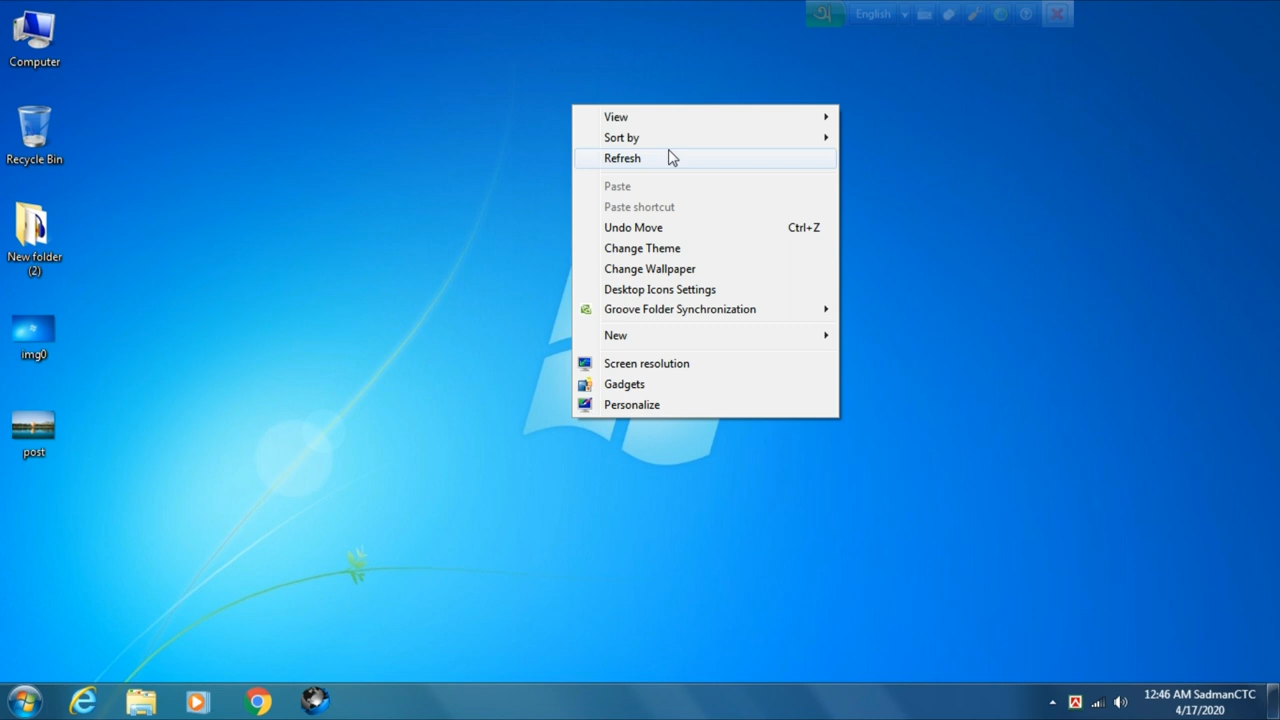 অ English
Computer
Recycle Bin
New folder
(2)
img0
post
View
Sort by
Refresh
Paste
Paste shortcut
Undo Move Ctrl+Z
Change Theme
Change Wallpaper
Desktop Icons Settings
Groove Folder Synchronization
New
Screen resolution
Gadgets
Personalize
12:46 AM SadmanCTC
4/17/2020